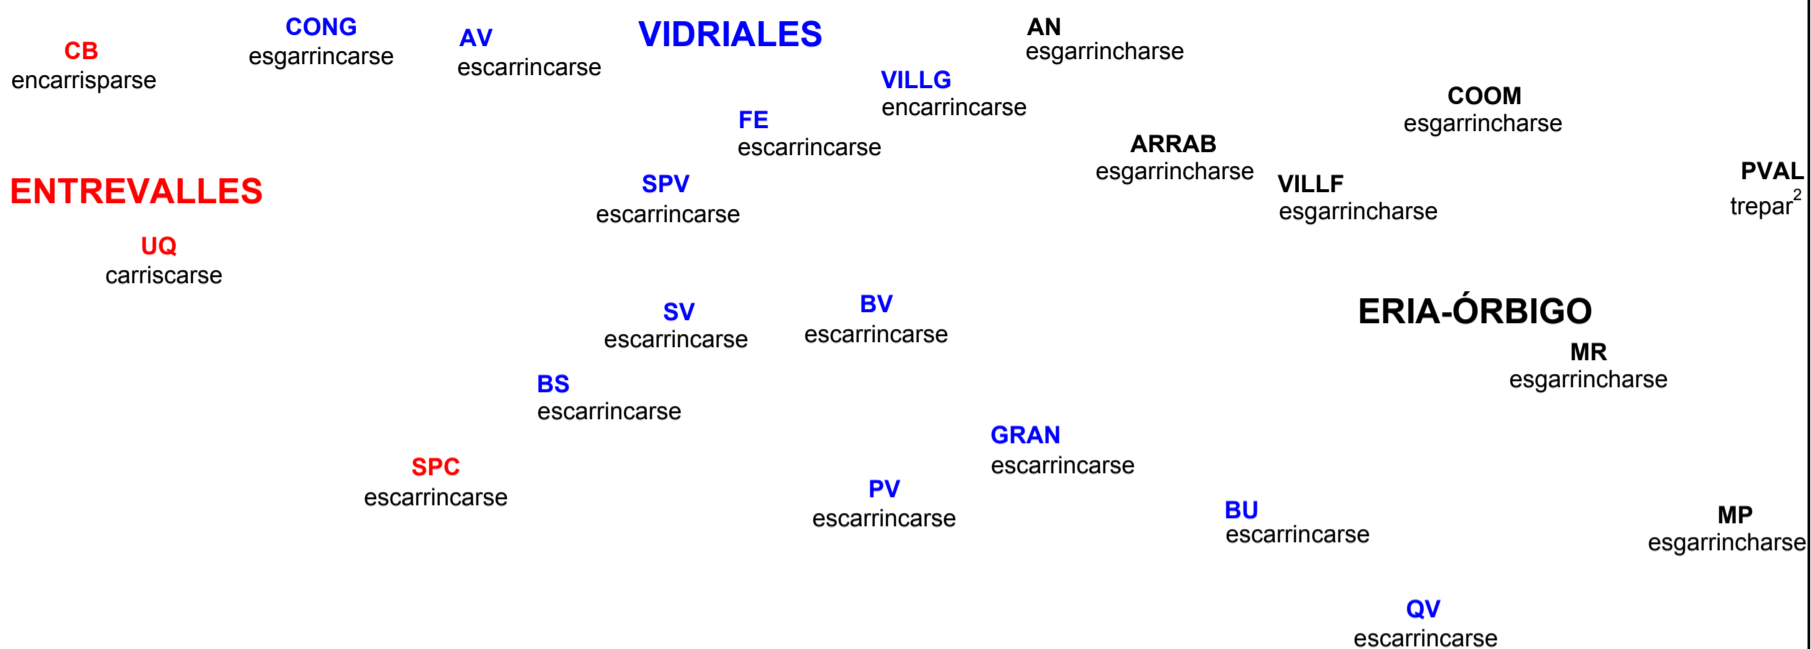 CONG
esgarrincarse
AV
escarrincarse
VIDRIALES
AN
esgarrincharse
CB
encarrisparse
VILLG
encarrincarse
COOM
esgarrincharse
FE
escarrincarse
ARRAB
esgarrincharse
ENTREVALLES
SPV
escarrincarse
VILLF
esgarrincharse
PVAL
trepar²
UQ
carriscarse
SV
escarrincarse
BV
escarrincarse
ERIA-ÓRBIGO
MR
esgarrincharse
BS
escarrincarse
GRAN
escarrincarse
SPC
escarrincarse
PV
escarrincarse
BU
escarrincarse
MP
esgarrincharse
QV
escarrincarse